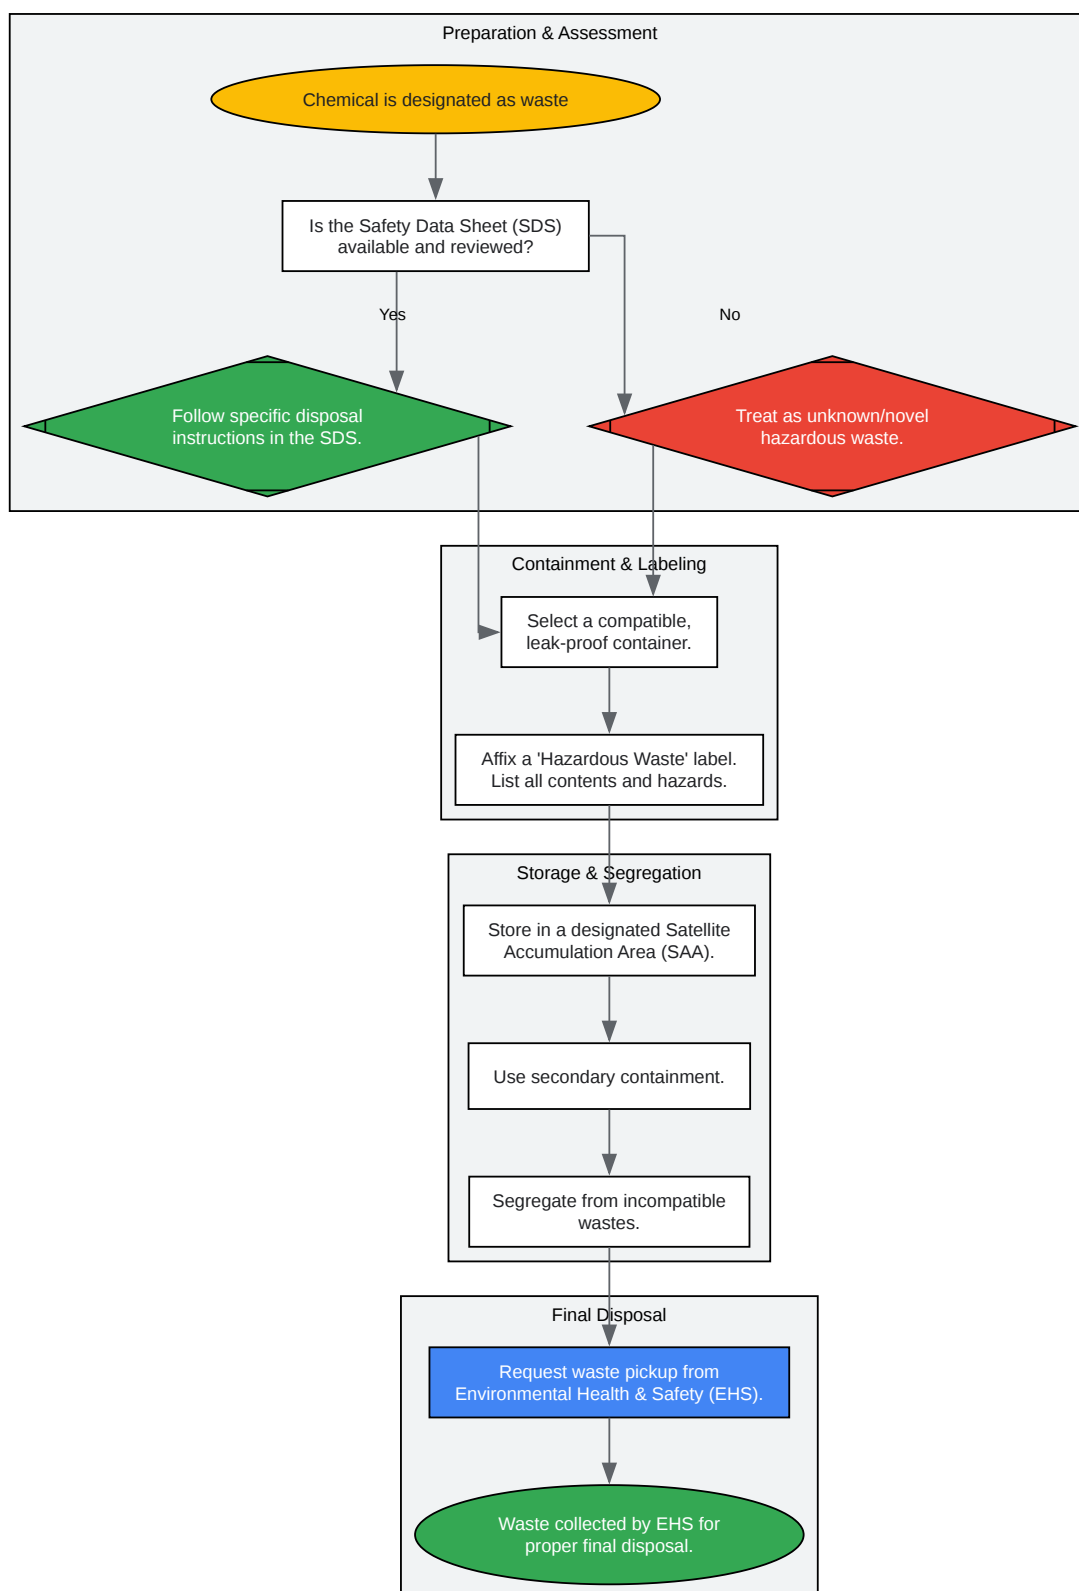 Preparation & Assessment
Chemical is designated as waste
Is the Safety Data Sheet (SDS)
available and reviewed?
Yes
No
Follow specific disposal
instructions in the SDS.
Treat as unknown/novel
hazardous waste.
Containment & Labeling
Select a compatible,
leak-proof container.
Affix a 'Hazardous Waste' label.
List all contents and hazards.
Storage & Segregation
Store in a designated Satellite
Accumulation Area (SAA).
Use secondary containment.
Segregate from incompatible
wastes.
Final Disposal
Request waste pickup from
Environmental Health & Safety (EHS).
Waste collected by EHS for
proper final disposal.